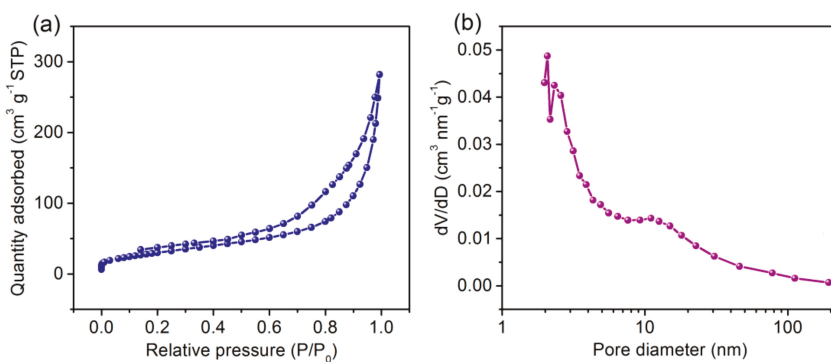 (a)
300
200
100
0
0.0 0.2 0.4 0.6 0.8 1.0
Quantity adsorbed (cm³ g⁻¹ STP)
Relative pressure (P/P₀)
(b)
0.05
0.04
0.03
0.02
0.01
0.00
1 10 100
dV/dD (cm³ nm⁻¹g⁻¹)
Pore diameter (nm)